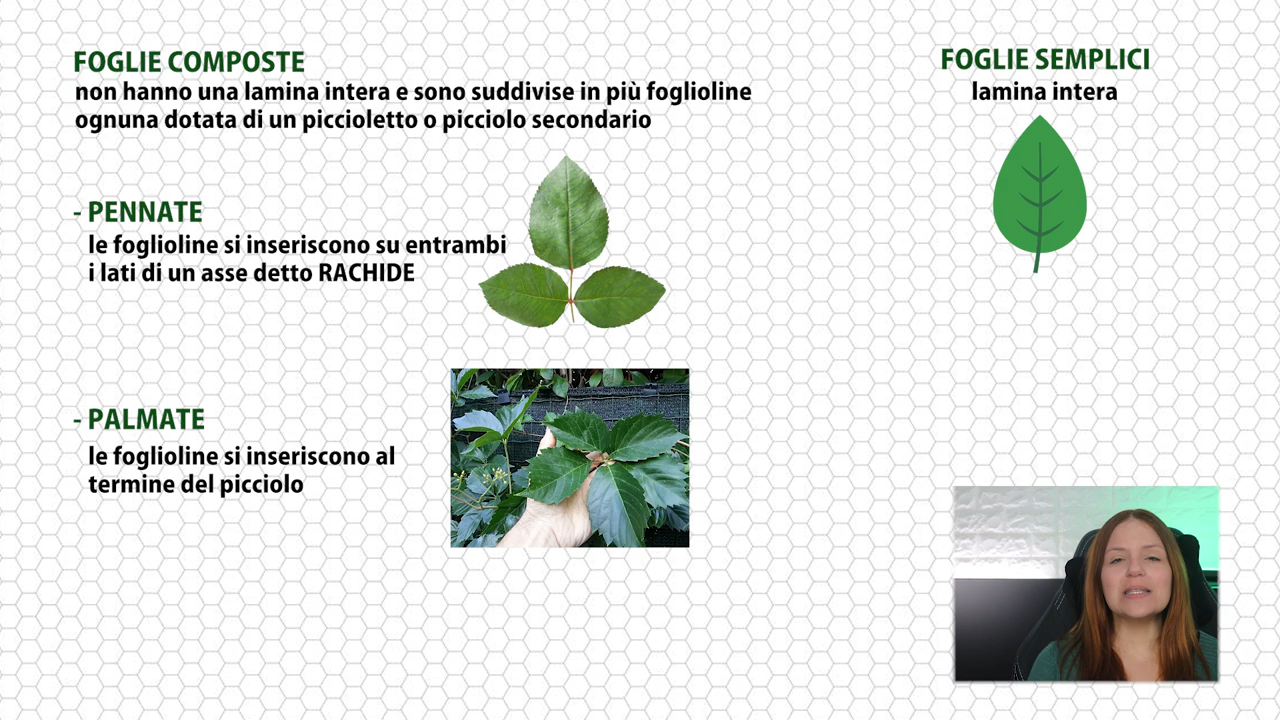 FOGLIE COMPOSTE
non hanno una lamina intera e sono suddivise in più foglioline
ognuna dotata di un piccioletto o picciolo secondario
- PENNATE
le foglioline si inseriscono su entrambi
i lati di un asse detto RACHIDE
- PALMATE
le foglioline si inseriscono al
termine del picciolo
FOGLIE SEMPLICI
lamina intera